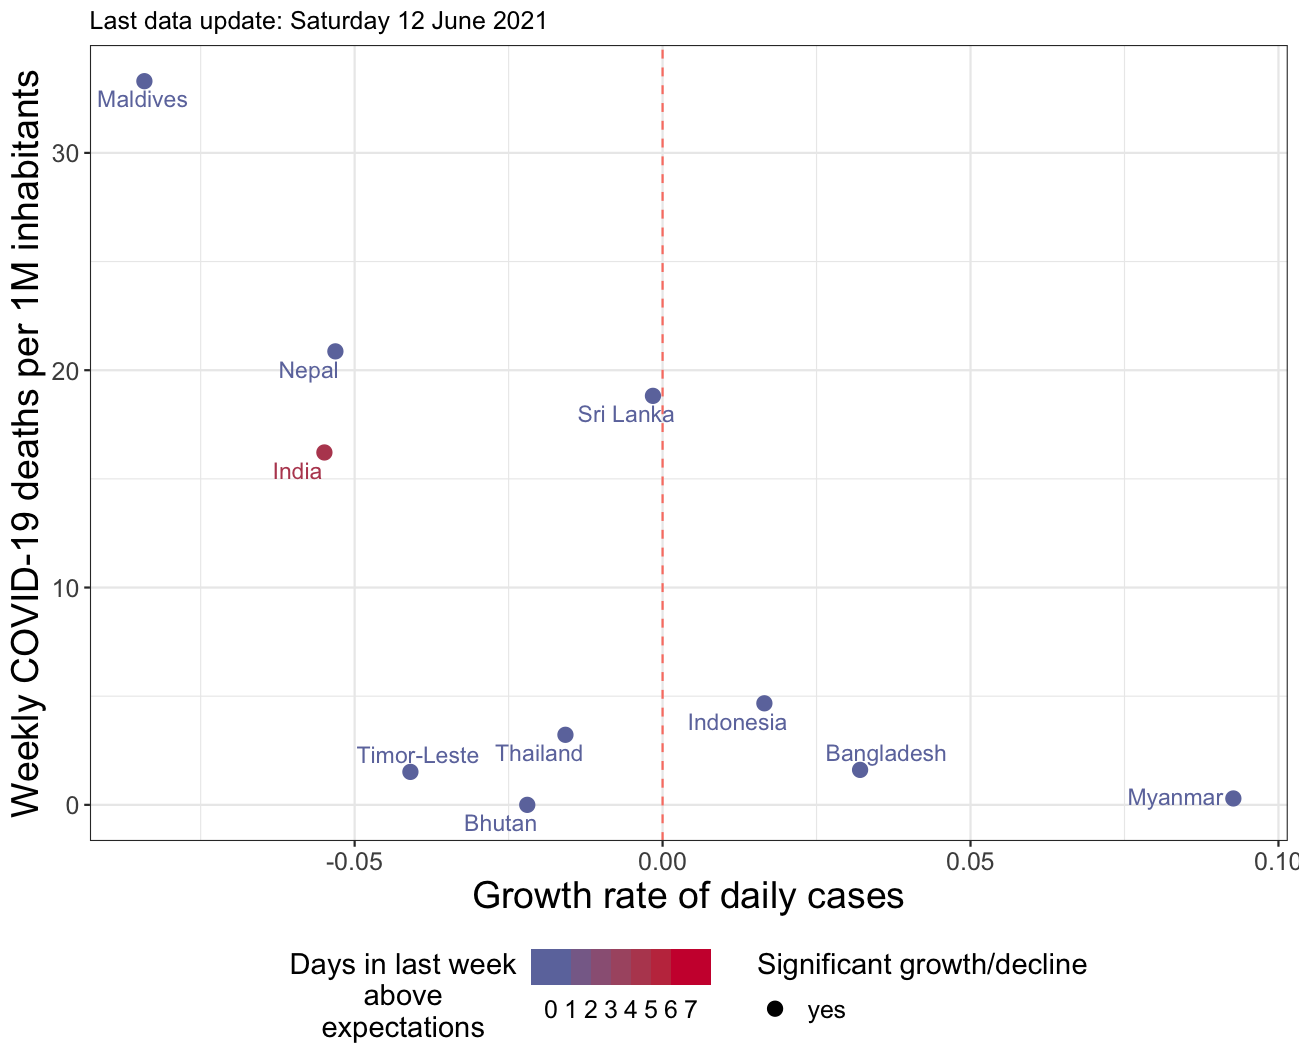 Last data update: Saturday 12 June 2021
Weekly COVID-19 deaths per 1M inhabitants
30
20
10
0
Maldives
Nepal
Sri Lanka
India
Indonesia
Timor-Leste
Thailand
Bangladesh
Myanmar
Bhutan
-0.05
0.00
0.05
0.10
Growth rate of daily cases
Days in last week
above
expectations
0 1 2 3 4 5 6 7
Significant growth/decline
yes